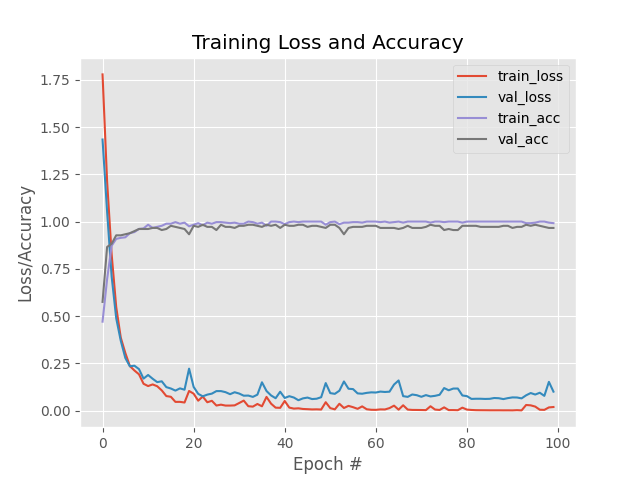 Training Loss and Accuracy
train_loss
val_loss
train_acc
val_acc
Loss/Accuracy
1.75
1.50
1.25
1.00
0.75
0.50
0.25
0.00
0 20 40 60 80 100
Epoch #